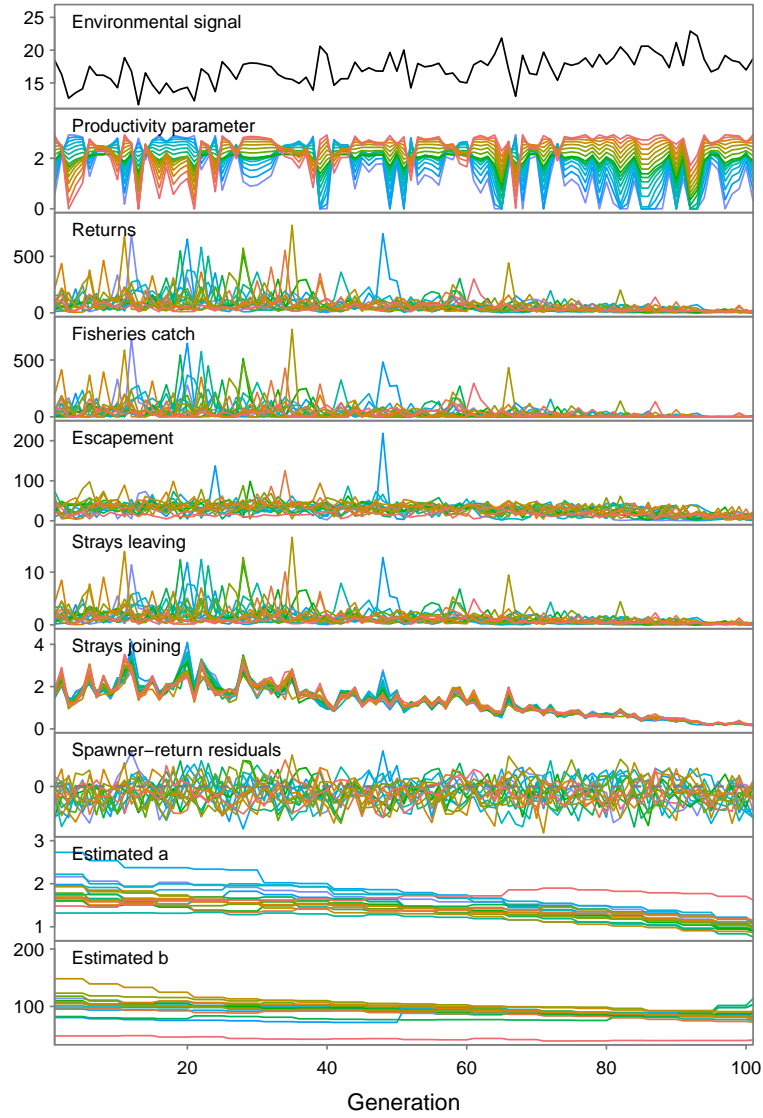 Environmental signal
25
20
15
Productivity parameter
2
0
Returns
500
0
Fisheries catch
500
0
Escapement
200
100
0
Strays leaving
10
0
Strays joining
4
2
0
Spawner−return residuals
0
Estimated a
3
2
1
Estimated b
200
100
20 40 60 80 100
Generation